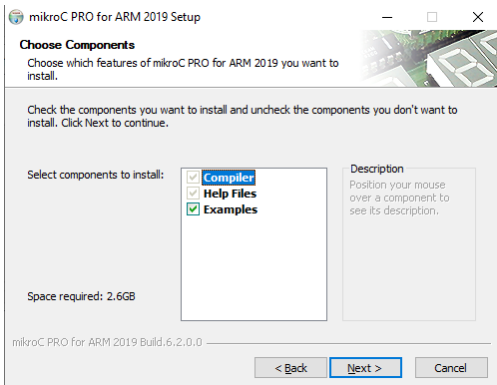 mikroC PRO for ARM 2019 Setup
Choose Components
Choose which features of mikroC PRO for ARM 2019 you want to
install.
Check the components you want to install and uncheck the components you don't want to
install. Click Next to continue.
Select components to install:
Compiler
Help Files
Examples
Description
Position your mouse
over a component to
see its description.
Space required: 2.6GB
mikroC PRO for ARM 2019 Build.6.2.0.0
< Back
Next >
Cancel